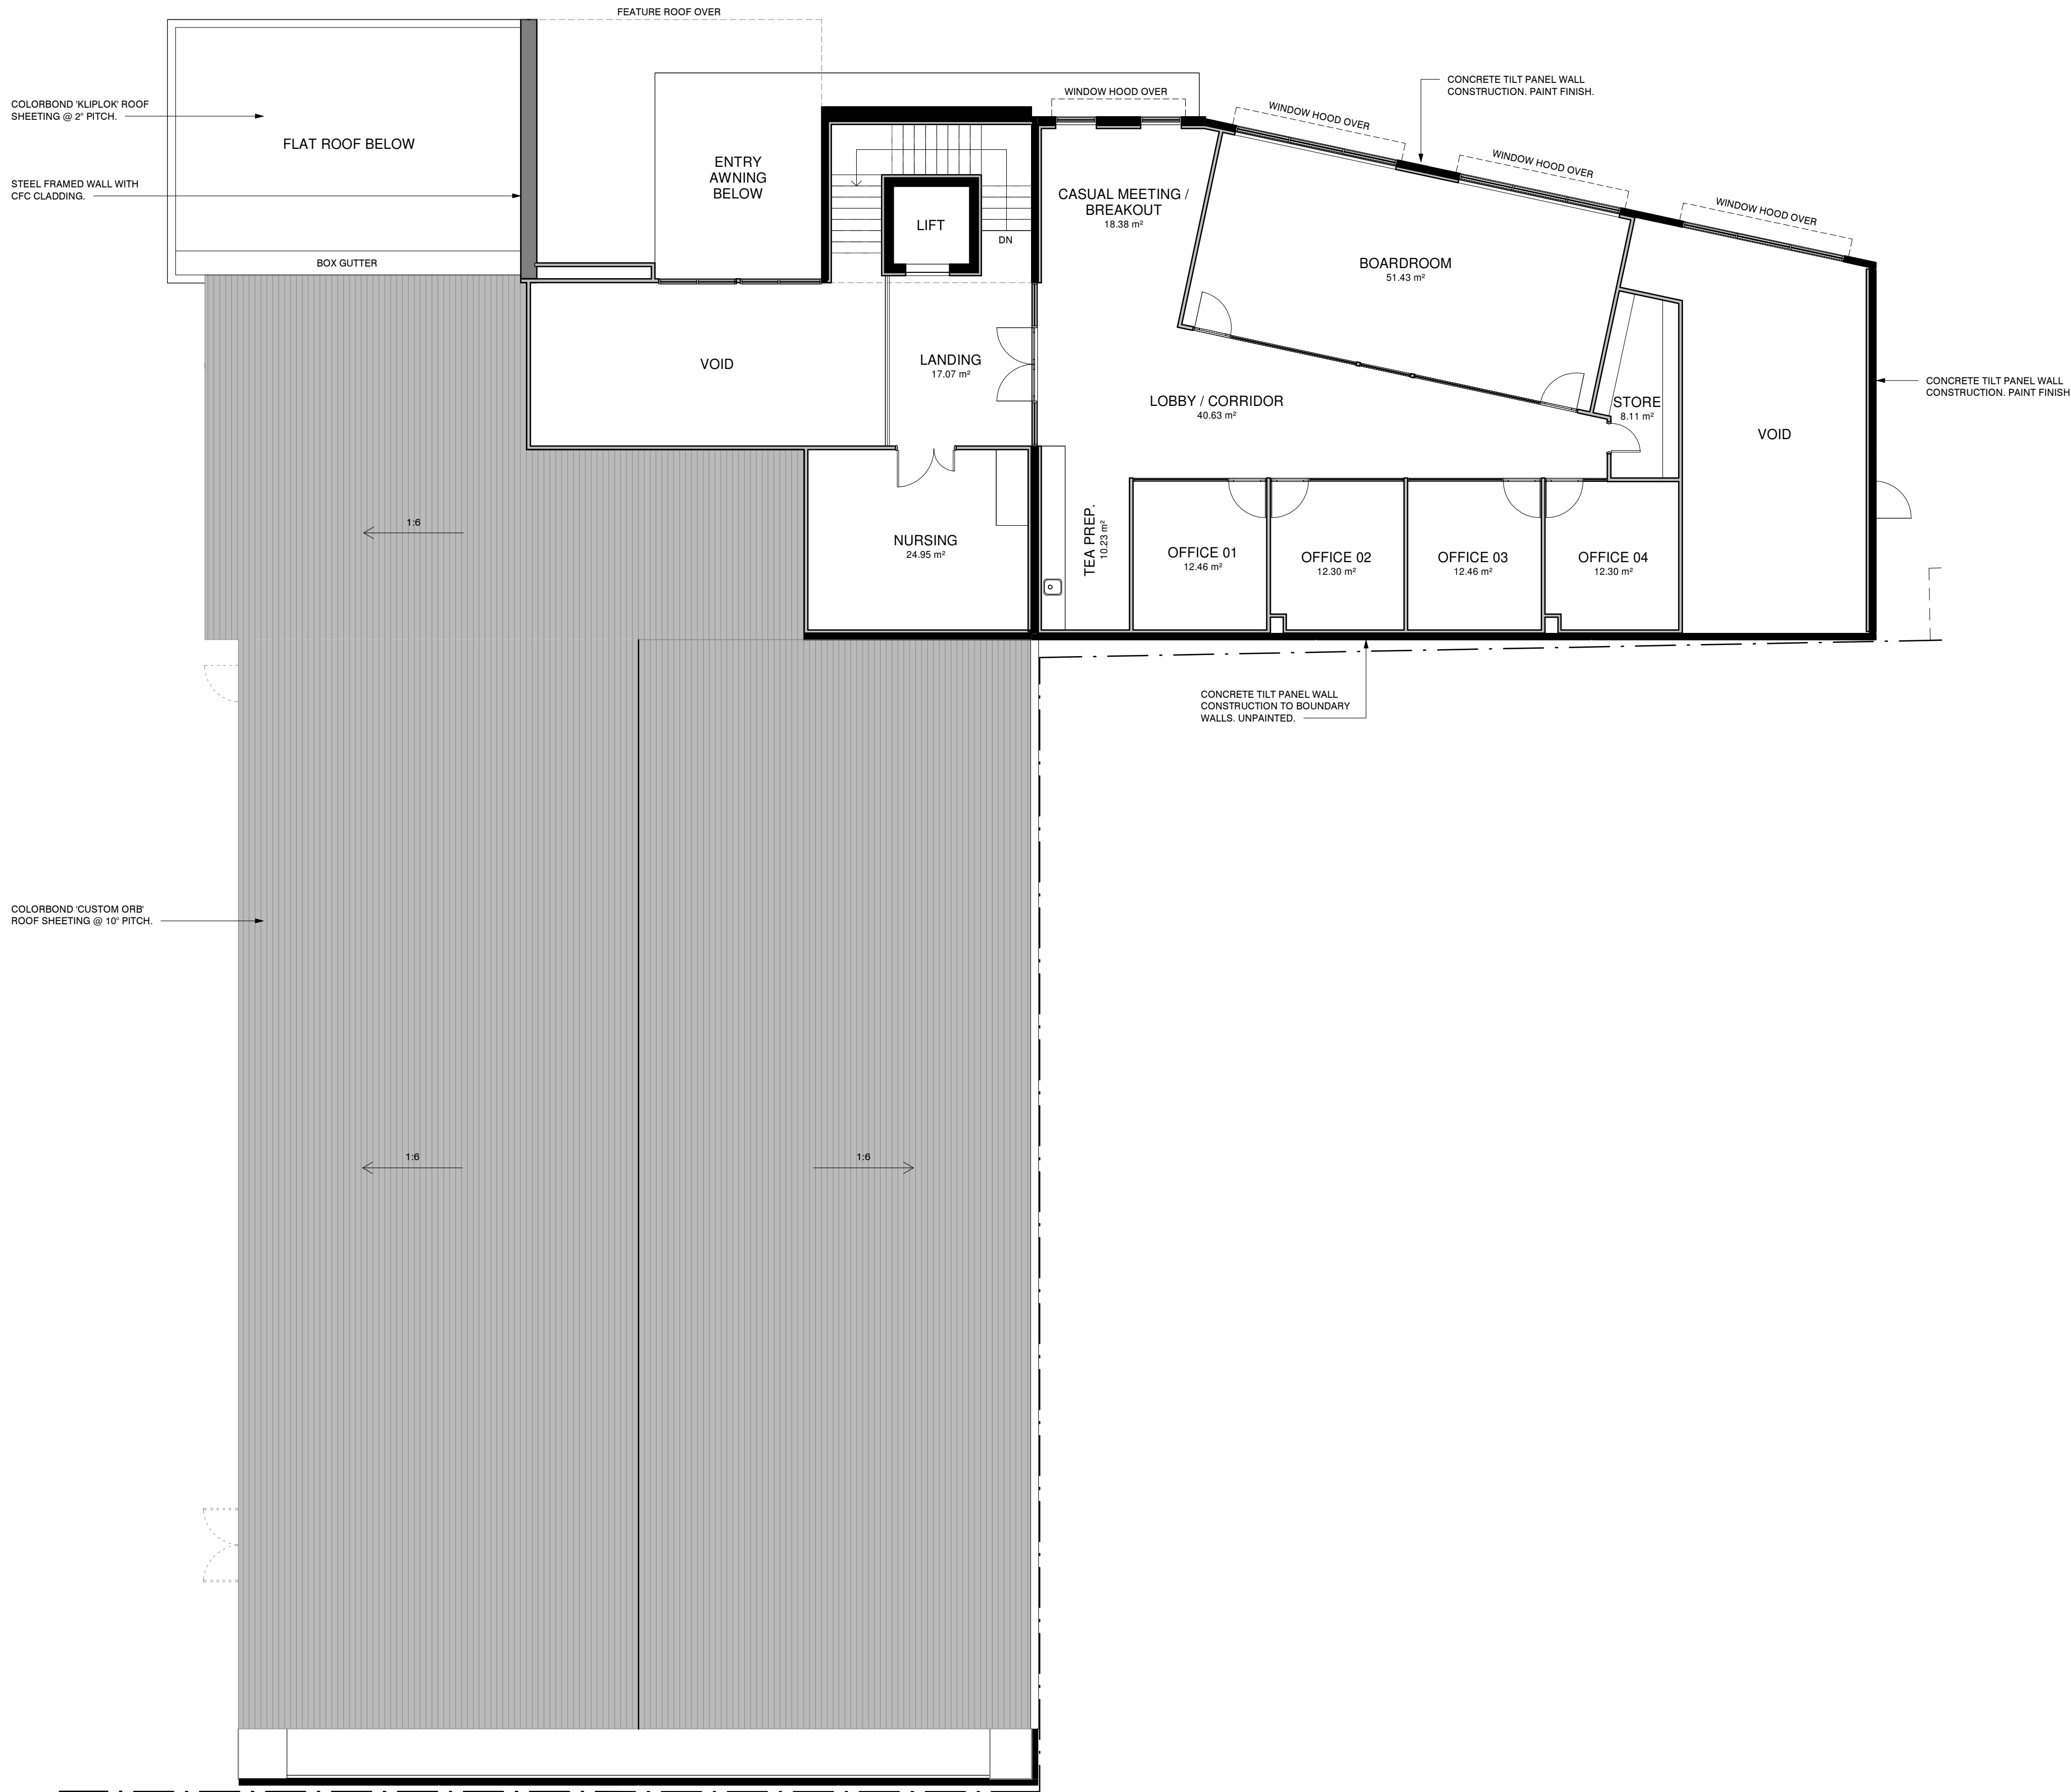 FEATURE ROOF OVER
COLORBOND 'KLIPLOK' ROOF
SHEETING @ 2° PITCH.
FLAT ROOF BELOW
STEEL FRAMED WALL WITH
CFC CLADDING.
BOX GUTTER
ENTRY
AWNING
BELOW
LIFT
DN
WINDOW HOOD OVER
WINDOW HOOD OVER
WINDOW HOOD OVER
WINDOW HOOD OVER
CONCRETE TILT PANEL WALL
CONSTRUCTION. PAINT FINISH.
CASUAL MEETING /
BREAKOUT
18.38 m²
BOARDROOM
51.43 m²
VOID
LANDING
17.07 m²
LOBBY / CORRIDOR
40.63 m²
STORE
8.11 m²
VOID
CONCRETE TILT PANEL WALL
CONSTRUCTION. PAINT FINISH
1:6
NURSING
24.95 m²
TEA PREP.
10.23 m²
OFFICE 01
12.46 m²
OFFICE 02
12.30 m²
OFFICE 03
12.46 m²
OFFICE 04
12.30 m²
CONCRETE TILT PANEL WALL
CONSTRUCTION TO BOUNDARY
WALLS. UNPAINTED.
COLORBOND 'CUSTOM ORB'
ROOF SHEETING @ 10° PITCH.
1:6
1:6